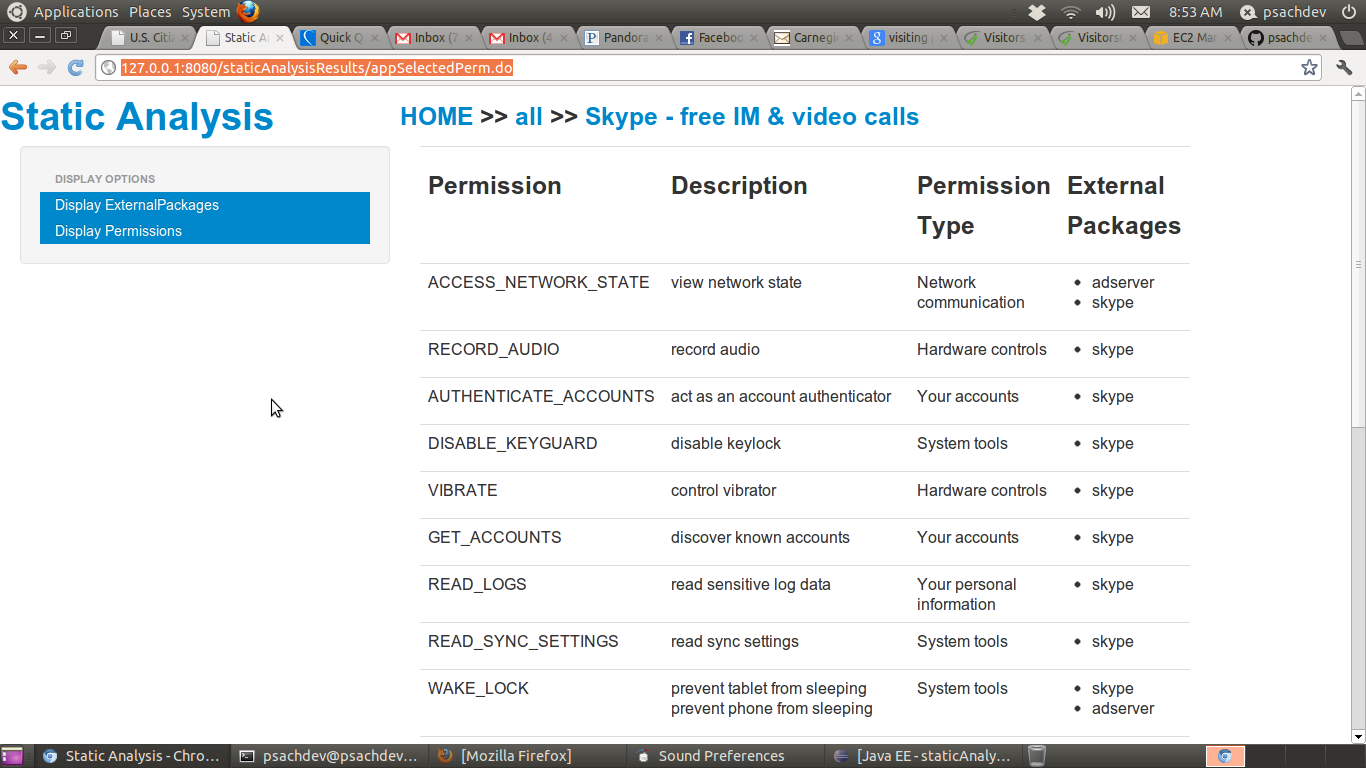 Applications Places System 8:53 AM psachdev
U.S. Citi Static A Quick Q Inbox (7 Inbox (4 Pandora Faceboo Carnegi visiting Visitors Visitors EC2 Mar psachde
127.0.0.1:8080/staticAnalysisResults/appSelectedPerm.do
Static Analysis
HOME >> all >> Skype - free IM & video calls
DISPLAY OPTIONS
Display ExternalPackages
Display Permissions
Permission Description Permission Type External Packages
ACCESS_NETWORK_STATE view network state Network communication adserver skype
RECORD_AUDIO record audio Hardware controls skype
AUTHENTICATE_ACCOUNTS act as an account authenticator Your accounts skype
DISABLE_KEYGUARD disable keylock System tools skype
VIBRATE control vibrator Hardware controls skype
GET_ACCOUNTS discover known accounts Your accounts skype
READ_LOGS read sensitive log data Your personal information skype
READ_SYNC_SETTINGS read sync settings System tools skype
WAKE_LOCK prevent tablet from sleeping prevent phone from sleeping System tools skype adserver
Static Analysis - Chro... psachdev@psachdev... [Mozilla Firefox] Sound Preferences [Java EE - staticAnaly...